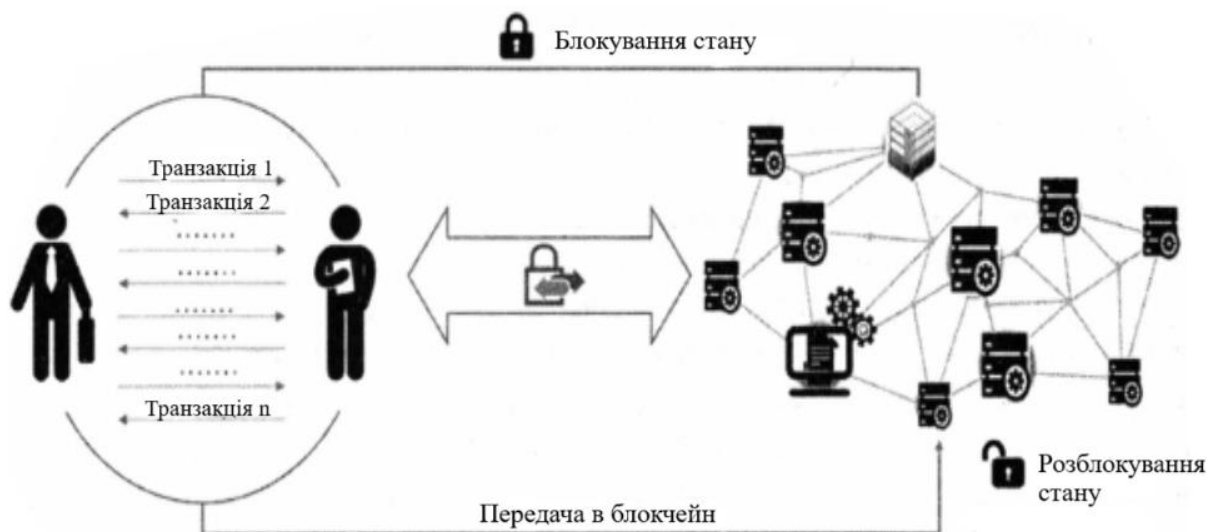 Блокування стану
Транзакція 1
Транзакція 2
Транзакція n
Розблокування
стану
Передача в блокчейн